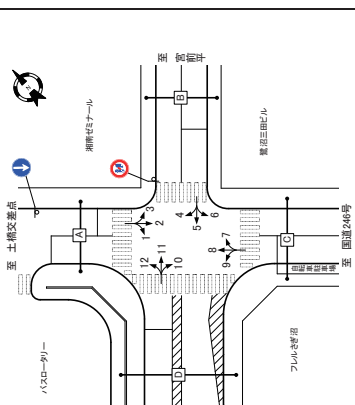 至 宮前平
湘南ゼミナール
B
鷺沼三田ビル
至 土橋交差点
A
3
2
1
4
5
6
12
11
10
7
8
9
C
至 国道246号
自転車駐車場
バスロータリー
D
フレルさぎ沼